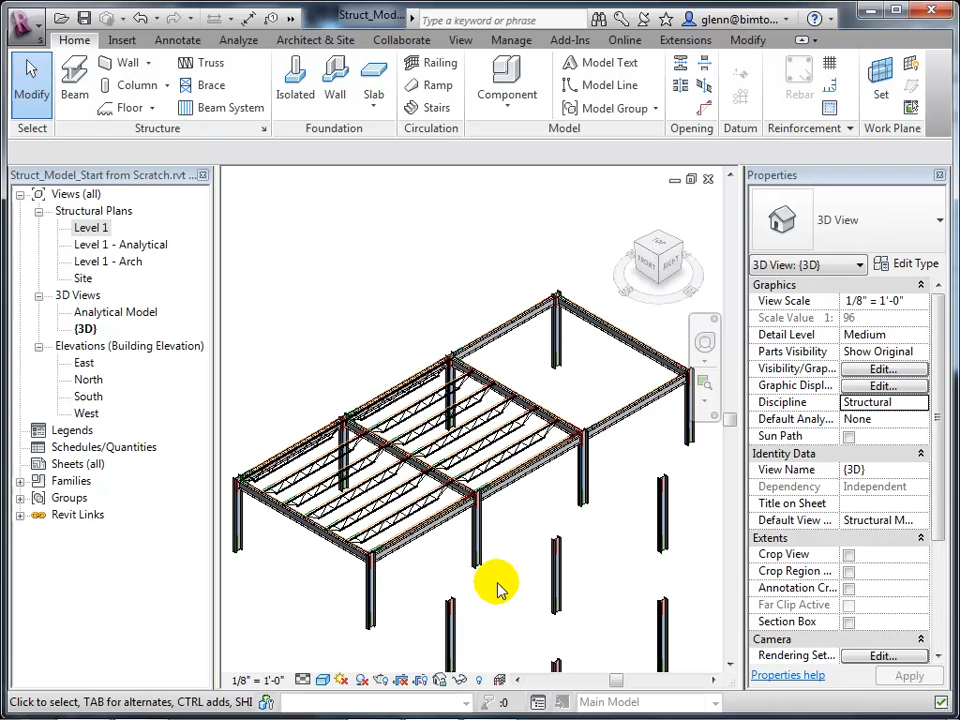 Struct_Mod...
Type a keyword or phrase
glenn@bimto...
Home Insert Annotate Analyze Architect & Site Collaborate View Manage Add-Ins Online Extensions Modify
Modify Beam Wall Column Floor Truss Brace Beam System Isolated Wall Slab Railing Ramp Stairs Component Model Text Model Line Model Group Rebar Set
Select Structure Foundation Circulation Model Opening Datum Reinforcement Work Plane
Struct_Model_Start from Scratch.rvt ...
Views (all)
Structural Plans
Level 1
Level 1 - Analytical
Level 1 - Arch
Site
3D Views
Analytical Model
{3D}
Elevations (Building Elevation)
East
North
South
West
Legends
Schedules/Quantities
Sheets (all)
Families
Groups
Revit Links
TOP
FRONT RIGHT
1/8" = 1'-0"
Properties
3D View
3D View: {3D} Edit Type
Graphics
View Scale 1/8" = 1'-0"
Scale Value 1: 96
Detail Level Medium
Parts Visibility Show Original
Visibility/Grap... Edit...
Graphic Displ... Edit...
Discipline Structural
Default Analy... None
Sun Path
Identity Data
View Name {3D}
Dependency Independent
Title on Sheet
Default View ... Structural M...
Extents
Crop View
Crop Region ...
Annotation Cr...
Far Clip Active
Section Box
Camera
Rendering Set... Edit...
Properties help Apply
Click to select, TAB for alternates, CTRL adds, SHI :0 Main Model